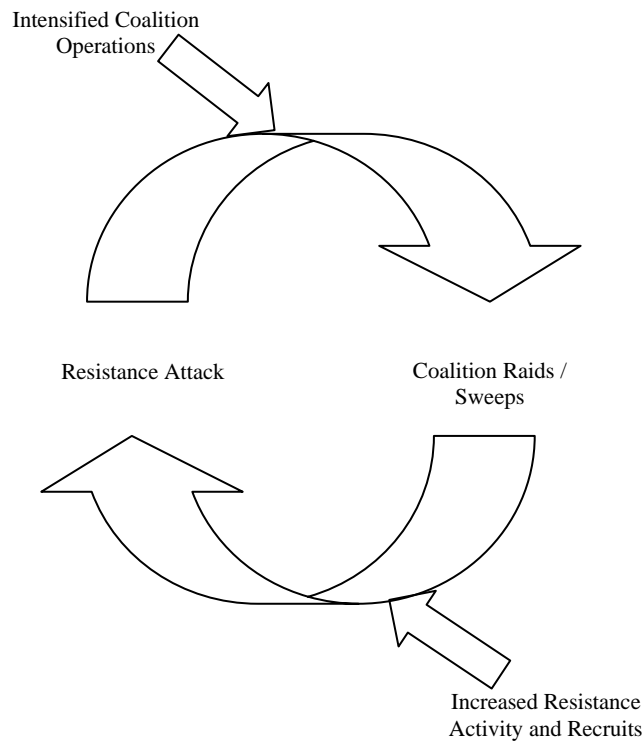 Intensified Coalition
Operations
Resistance Attack
Coalition Raids /
Sweeps
Increased Resistance
Activity and Recruits